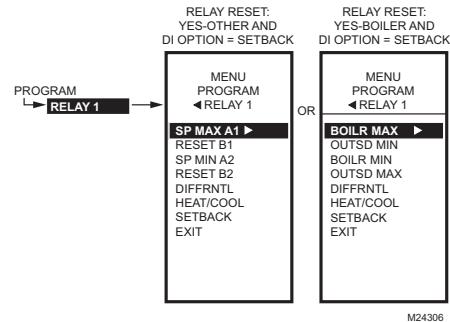 RELAY RESET:
YES-OTHER AND
DI OPTION = SETBACK
RELAY RESET:
YES-BOILER AND
DI OPTION = SETBACK
PROGRAM
RELAY 1
MENU
PROGRAM
◄RELAY 1
SP MAX A1 ►
RESET B1
SP MIN A2
RESET B2
DIFFRNTL
HEAT/COOL
SETBACK
EXIT
OR
MENU
PROGRAM
◄RELAY 1
BOILR MAX ►
OUTSD MIN
BOILR MIN
OUTSD MAX
DIFFRNTL
HEAT/COOL
SETBACK
EXIT
M24306